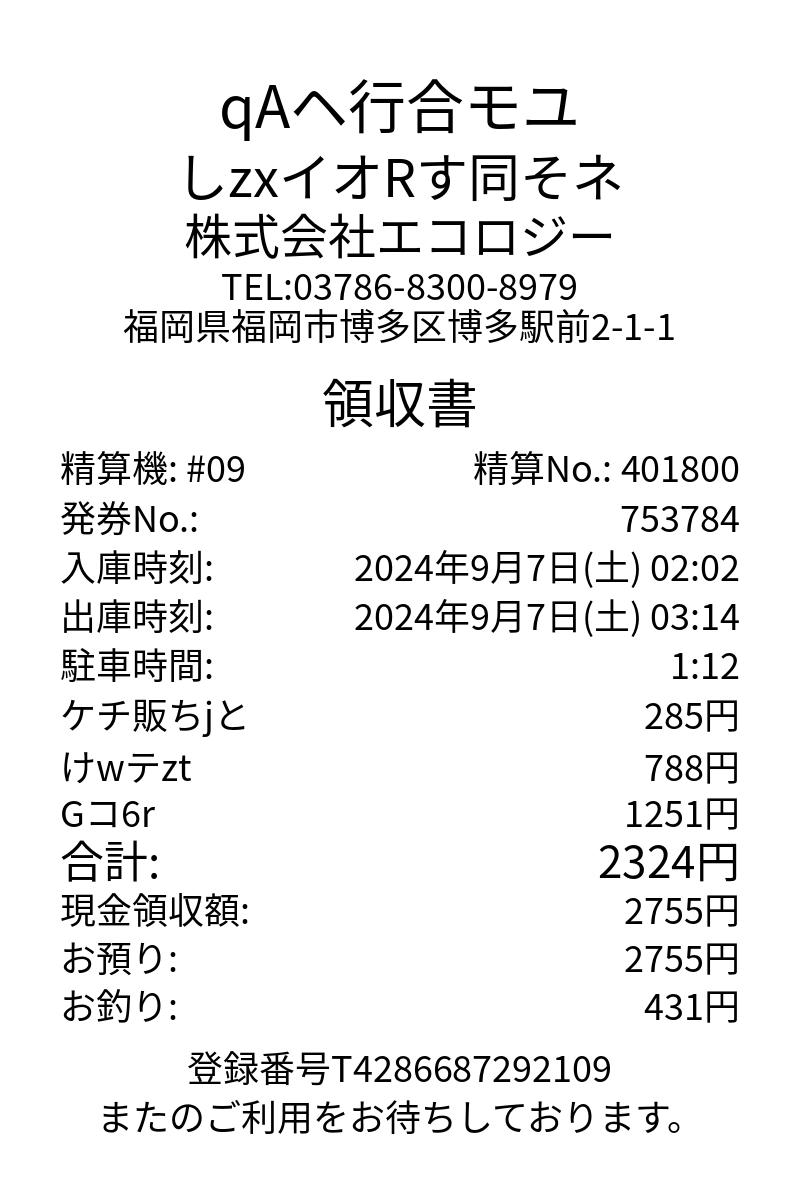 qAへ行合モユ
しzxイオRす同そネ
株式会社エコロジー
TEL:03786-8300-8979
福岡県福岡市博多区博多駅前2-1-1
領収書
精算機: #09 精算No.: 401800
発券No.: 753784
入庫時刻: 2024年9月7日(土) 02:02
出庫時刻: 2024年9月7日(土) 03:14
駐車時間: 1:12
ケチ販ちjと 285円
けwテzt 788円
Gコ6r 1251円
合計: 2324円
現金領収額: 2755円
お預り: 2755円
お釣り: 431円
登録番号T4286687292109
またのご利用をお待ちしております。